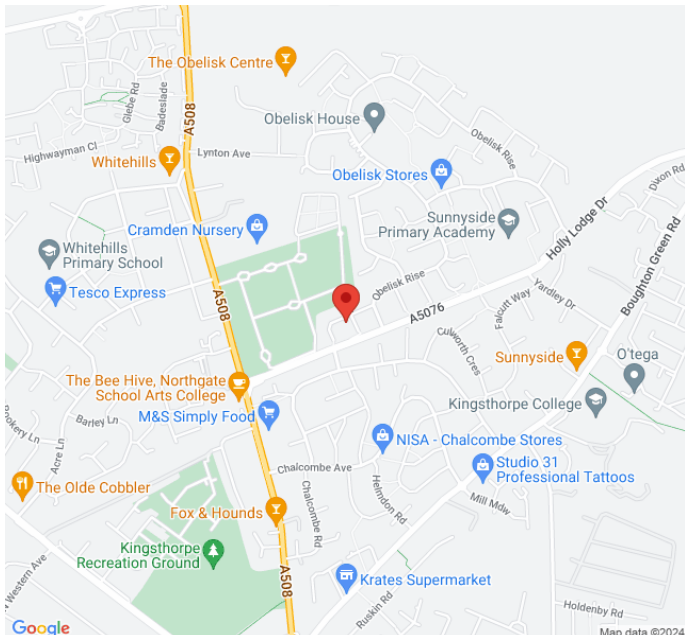 The Obelisk Centre
A508
Glebe Rd
Badeslade
Obelisk House
Obelisk Rise
Highwayman Cl
Whitehills
Lynton Ave
Obelisk Stores
Dixon Rd
Holly Lodge Dr
Boughton Green Rd
Cramden Nursery
Sunnyside
Primary Academy
Whitehills
Primary School
Tesco Express
A508
Obelisk Rise
A5076
Falcutt Way
Yardley Dr
Culworth Cres
Sunnyside
O'tega
The Bee Hive, Northgate
School Arts College
Kingsthorpe College
M&S Simply Food
Barley Ln
Acre Ln
NISA - Chalcombe Stores
Chalcombe Ave
Studio 31
Professional Tattoos
The Olde Cobbler
Chalcombe Rd
Helmdon Rd
Mill Mdw
Fox & Hounds
Kingsthorpe
Recreation Ground
A508
Krates Supermarket
Western Ave
Ruskin Rd
Holdenby Rd
Google
Map data ©2024